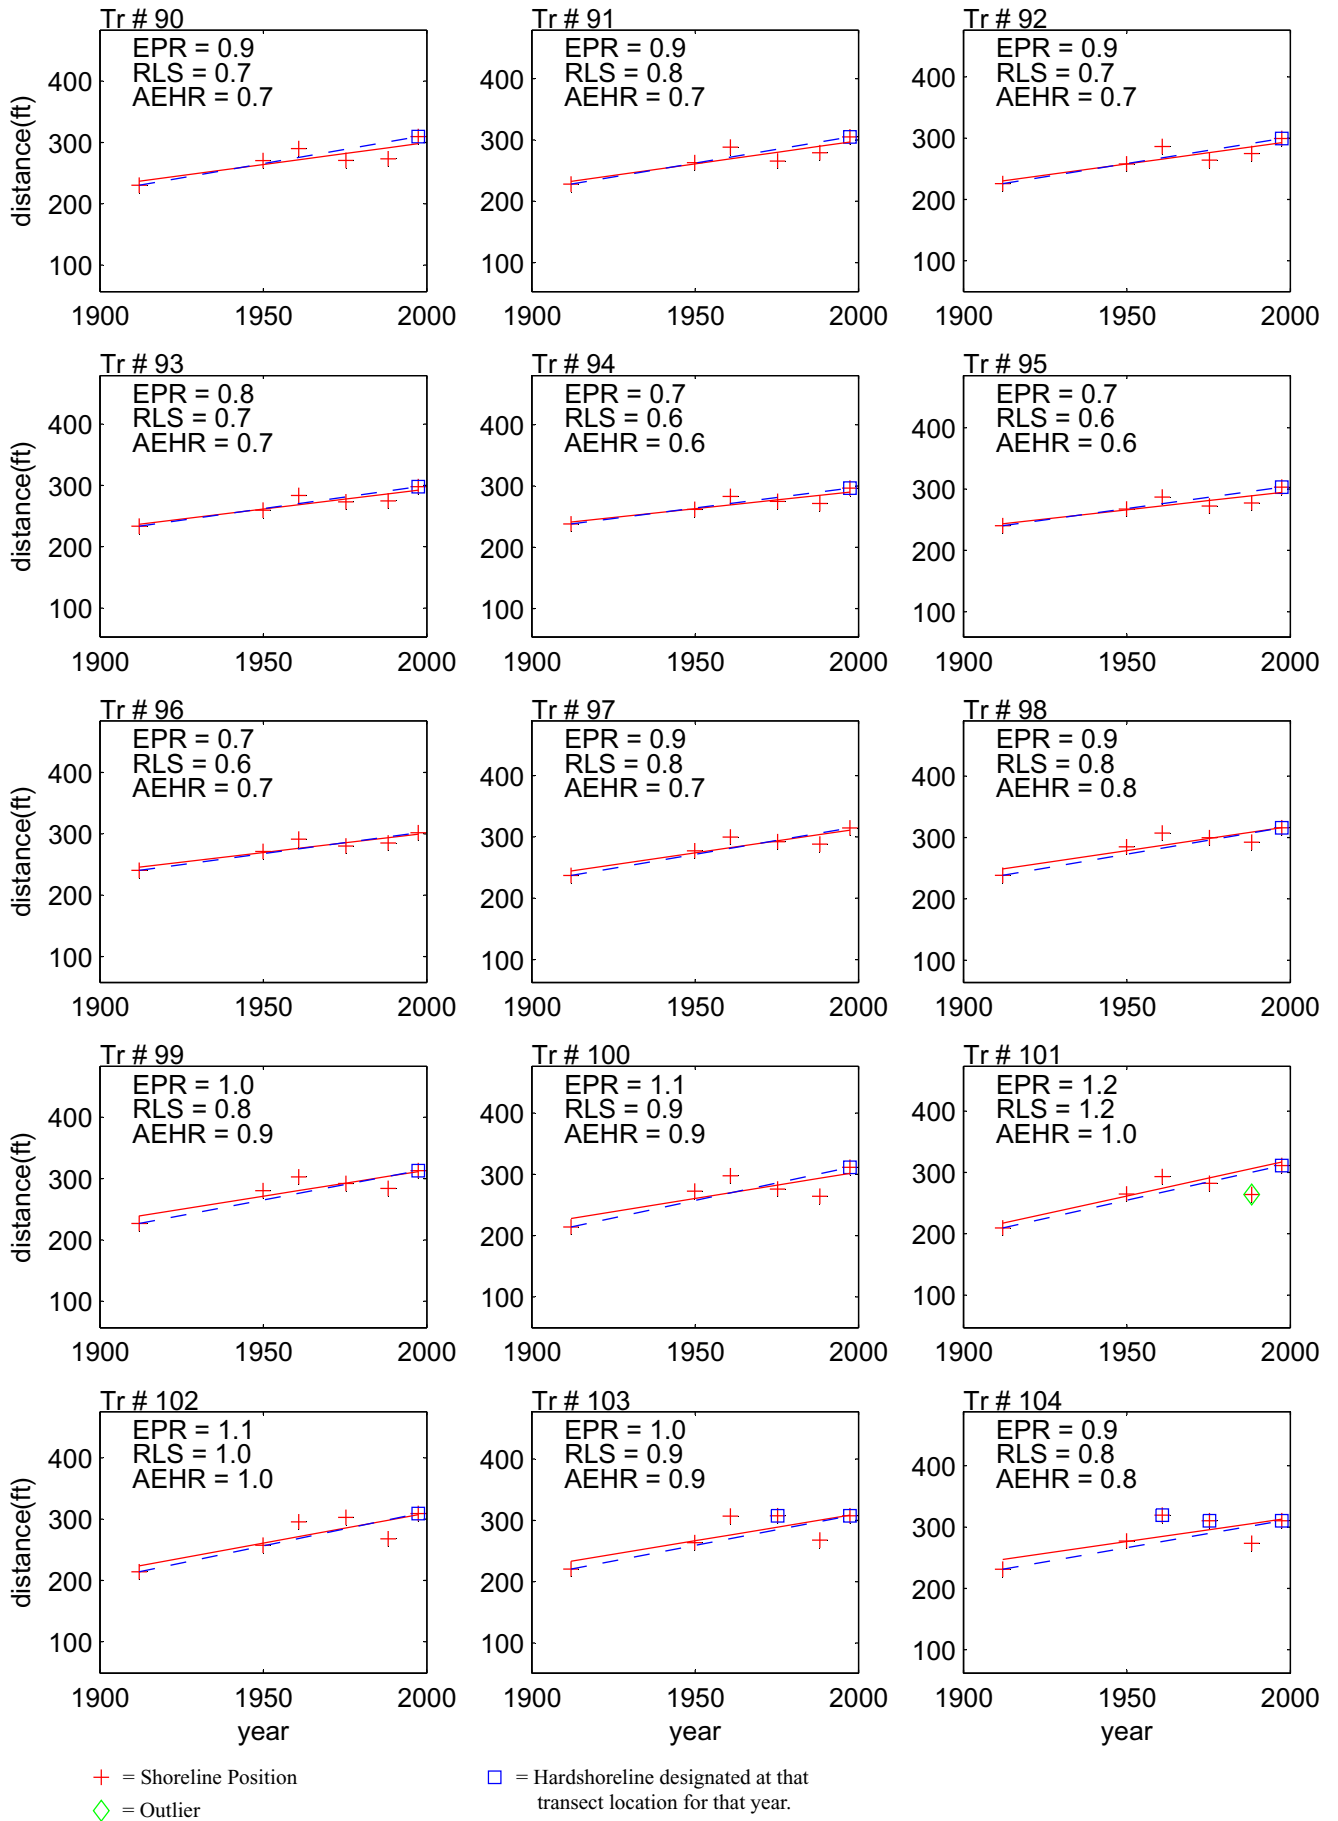 Tr # 90
EPR = 0.9
RLS = 0.7
AEHR = 0.7
400
300
200
100
distance(ft)
1900 1950 2000
Tr # 91
EPR = 0.9
RLS = 0.8
AEHR = 0.7
400
300
200
100
1900 1950 2000
Tr # 92
EPR = 0.9
RLS = 0.7
AEHR = 0.7
400
300
200
100
1900 1950 2000
Tr # 93
EPR = 0.8
RLS = 0.7
AEHR = 0.7
400
300
200
100
distance(ft)
1900 1950 2000
Tr # 94
EPR = 0.7
RLS = 0.6
AEHR = 0.6
400
300
200
100
1900 1950 2000
Tr # 95
EPR = 0.7
RLS = 0.6
AEHR = 0.6
400
300
200
100
1900 1950 2000
Tr # 96
EPR = 0.7
RLS = 0.6
AEHR = 0.7
400
300
200
100
distance(ft)
1900 1950 2000
Tr # 97
EPR = 0.9
RLS = 0.8
AEHR = 0.7
400
300
200
100
1900 1950 2000
Tr # 98
EPR = 0.9
RLS = 0.8
AEHR = 0.8
400
300
200
100
1900 1950 2000
Tr # 99
EPR = 1.0
RLS = 0.8
AEHR = 0.9
400
300
200
100
distance(ft)
1900 1950 2000
Tr # 100
EPR = 1.1
RLS = 0.9
AEHR = 0.9
400
300
200
100
1900 1950 2000
Tr # 101
EPR = 1.2
RLS = 1.2
AEHR = 1.0
400
300
200
100
1900 1950 2000
Tr # 102
EPR = 1.1
RLS = 1.0
AEHR = 1.0
400
300
200
100
distance(ft)
1900 1950 2000
year
Tr # 103
EPR = 1.0
RLS = 0.9
AEHR = 0.9
400
300
200
100
1900 1950 2000
year
Tr # 104
EPR = 0.9
RLS = 0.8
AEHR = 0.8
400
300
200
100
1900 1950 2000
year
= Shoreline Position
= Outlier
= Hardshoreline designated at that
transect location for that year.